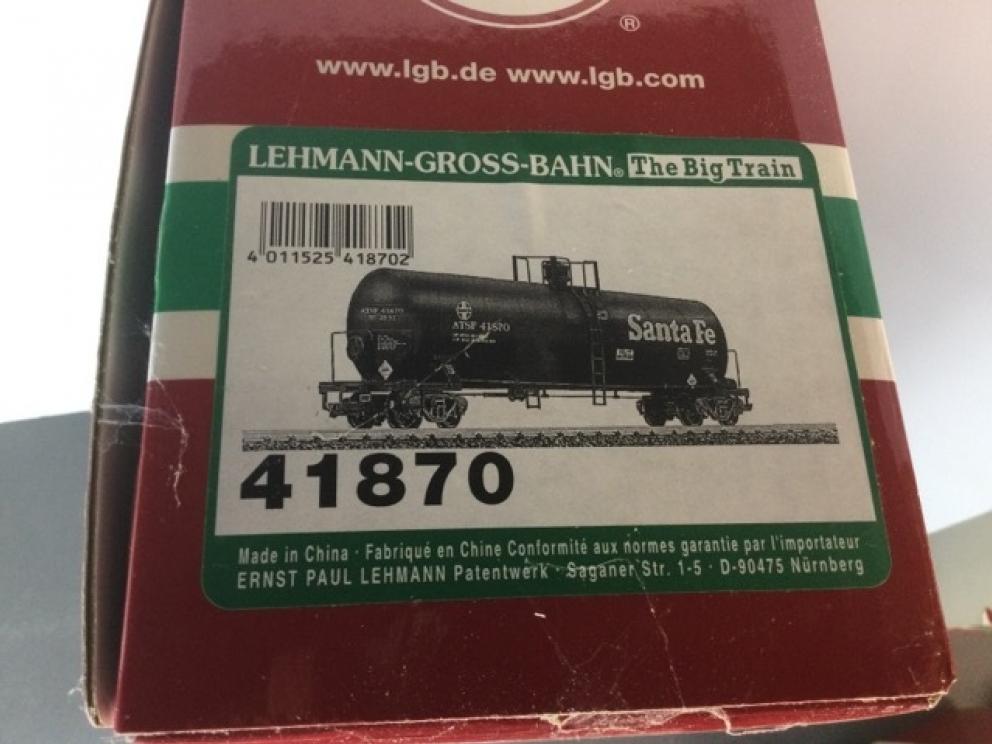 ®
www.lgb.de www.lgb.com
LEHMANN-GROSS-BAHN® The Big Train
4 011525 418702
ATSF 41870
ATSF 41870
Santa Fe
41870
Made in China · Fabriqué en Chine Conformité aux normes garantie par l'importateur
ERNST PAUL LEHMANN Patentwerk · Saganer Str. 1-5 · D-90475 Nürnberg